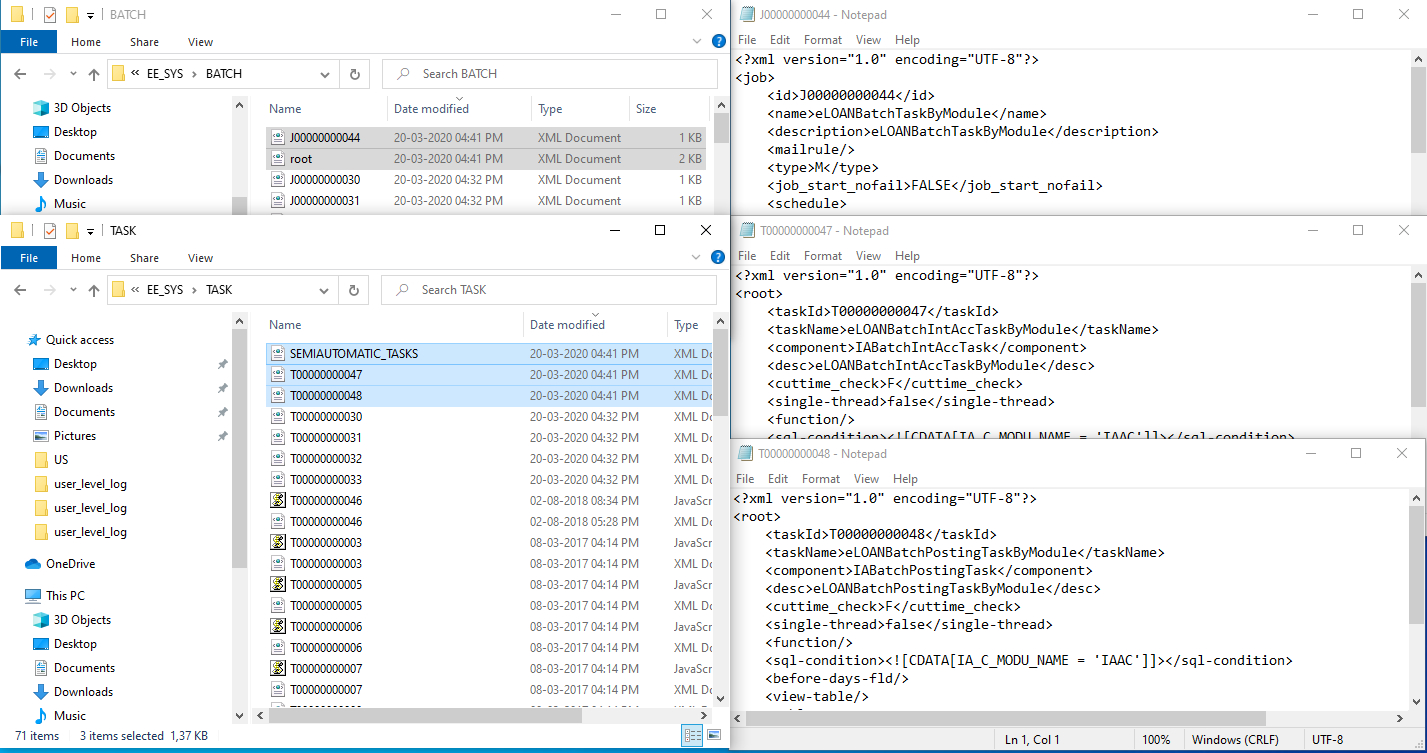 BATCH
File Home Share View
« EE_SYS > BATCH
Search BATCH
3D Objects
Desktop
Documents
Downloads
Music
Name Date modified Type Size
J00000000044 20-03-2020 04:41 PM XML Document 1 KB
root 20-03-2020 04:41 PM XML Document 2 KB
J00000000030 20-03-2020 04:32 PM XML Document 1 KB
J00000000031 20-03-2020 04:32 PM XML Document 1 KB
TASK
File Home Share View
« EE_SYS > TASK
Search TASK
Quick access
Desktop
Downloads
Documents
Pictures
US
user_level_log
user_level_log
user_level_log
OneDrive
This PC
3D Objects
Desktop
Documents
Downloads
Music
Name Date modified Type
SEMIAUTOMATIC_TASKS 20-03-2020 04:41 PM XML Do
T00000000047 20-03-2020 04:41 PM XML Do
T00000000048 20-03-2020 04:41 PM XML Do
T00000000030 20-03-2020 04:32 PM XML Do
T00000000031 20-03-2020 04:32 PM XML Do
T00000000032 20-03-2020 04:32 PM XML Do
T00000000033 20-03-2020 04:32 PM XML Do
T00000000046 02-08-2018 08:34 PM JavaScr
T00000000046 02-08-2018 05:28 PM XML Do
T00000000003 08-03-2017 04:14 PM JavaScr
T00000000003 08-03-2017 04:14 PM XML Do
T00000000005 08-03-2017 04:14 PM JavaScr
T00000000005 08-03-2017 04:14 PM XML Do
T00000000006 08-03-2017 04:14 PM JavaScr
T00000000006 08-03-2017 04:14 PM XML Do
T00000000007 08-03-2017 04:14 PM JavaScr
T00000000007 08-03-2017 04:14 PM XML Do
71 items 3 items selected 1,37 KB
J00000000044 - Notepad
File Edit Format View Help
<?xml version="1.0" encoding="UTF-8"?>
<job>
<id>J00000000044</id>
<name>eLOANBatchTaskByModule</name>
<description>eLOANBatchTaskByModule</description>
<mailrule/>
<type>M</type>
<job_start_nofail>FALSE</job_start_nofail>
<schedule>
T00000000047 - Notepad
File Edit Format View Help
<?xml version="1.0" encoding="UTF-8"?>
<root>
<taskId>T00000000047</taskId>
<taskName>eLOANBatchIntAccTaskByModule</taskName>
<component>IABatchIntAccTask</component>
<desc>eLOANBatchIntAccTaskByModule</desc>
<cuttime_check>F</cuttime_check>
<single-thread>false</single-thread>
<function/>
<sql-condition><![CDATA[IA_C_MODU_NAME = 'IAAC']]></sql-condition>
T00000000048 - Notepad
File Edit Format View Help
<?xml version="1.0" encoding="UTF-8"?>
<root>
<taskId>T00000000048</taskId>
<taskName>eLOANBatchPostingTaskByModule</taskName>
<component>IABatchPostingTask</component>
<desc>eLOANBatchPostingTaskByModule</desc>
<cuttime_check>F</cuttime_check>
<single-thread>false</single-thread>
<function/>
<sql-condition><![CDATA[IA_C_MODU_NAME = 'IAAC']]></sql-condition>
<before-days-fld/>
<view-table/>
Ln 1, Col 1 100% Windows (CRLF) UTF-8